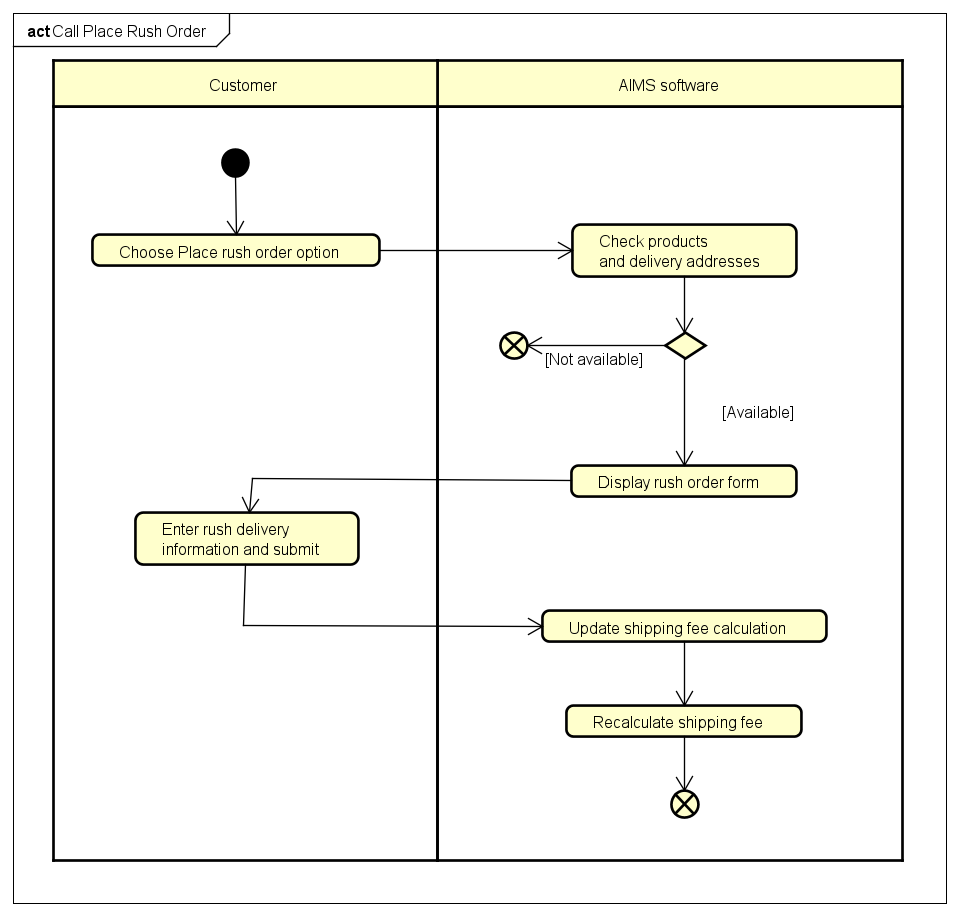 act Call Place Rush Order
Customer
AIMS software
Choose Place rush order option
Check products
and delivery addresses
[Not available]
[Available]
Display rush order form
Enter rush delivery
information and submit
Update shipping fee calculation
Recalculate shipping fee